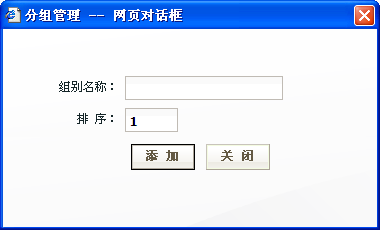 分组管理 -- 网页对话框
组别名称：
排 序： 1
添 加 关 闭